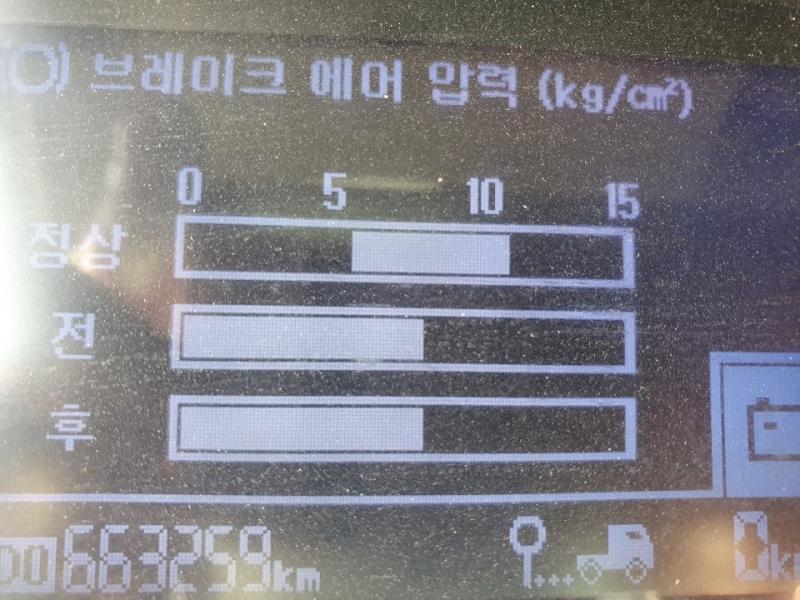 브레이크 에어 압력 (kg/cm²)
0 5 10 15
정상
전
후
663259km